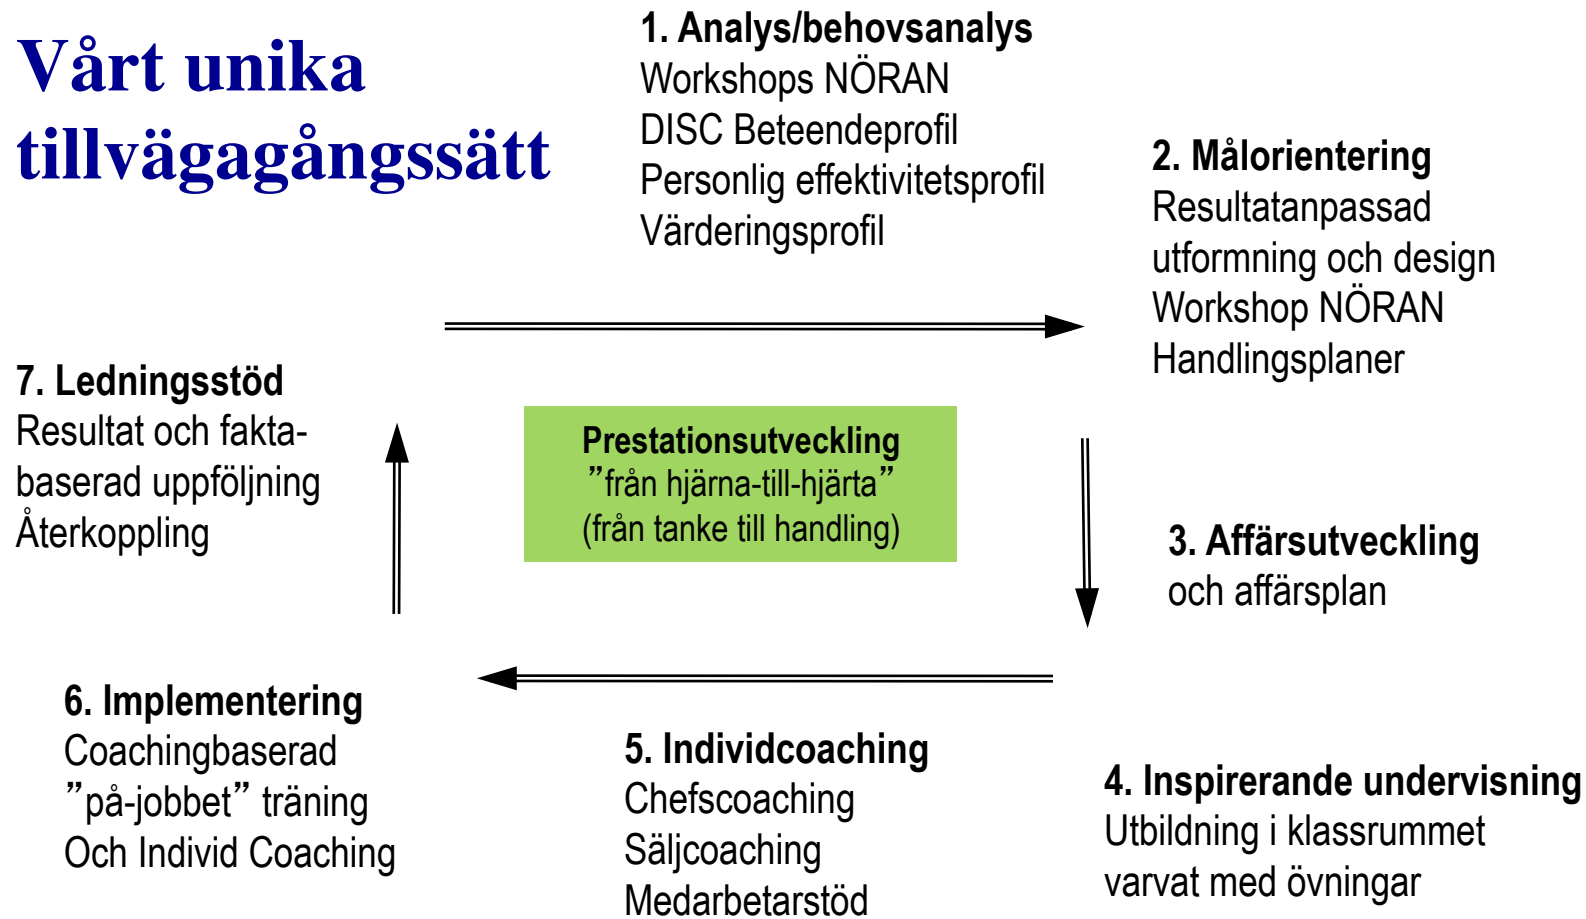 Vårt unika
tillvägagångssätt
1. Analys/behovsanalys
Workshops NÖRAN
DISC Beteendeprofil
Personlig effektivitetsprofil
Värderingsprofil
2. Målorientering
Resultatanpassad
utformning och design
Workshop NÖRAN
Handlingsplaner
3. Affärsutveckling
och affärsplan
4. Inspirerande undervisning
Utbildning i klassrummet
varvat med övningar
5. Individcoaching
Chefscoaching
Säljcoaching
Medarbetarstöd
6. Implementering
Coachingbaserad
”på-jobbet” träning
Och Individ Coaching
7. Ledningsstöd
Resultat och fakta-
baserad uppföljning
Återkoppling
Prestationsutveckling
”från hjärna-till-hjärta”
(från tanke till handling)